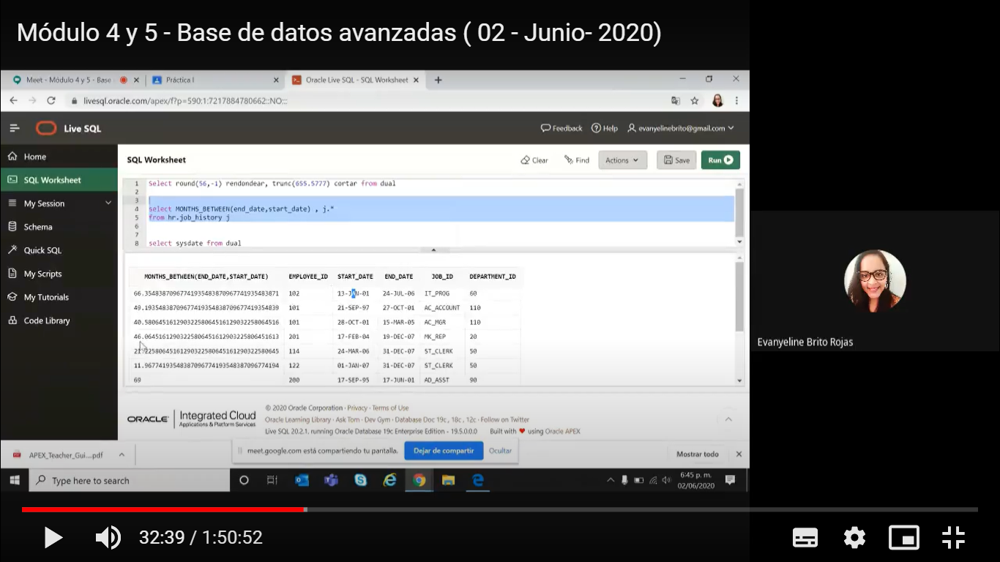 Módulo 4 y 5 - Base de datos avanzadas ( 02 - Junio- 2020)
Meet - Módulo 4 y 5 - Base
Práctica I
Oracle Live SQL - SQL Worksheet
livesql.oracle.com/apex/f?p=590:1:7217884780662::NO:::
Live SQL
Feedback
Help
evanyelinebrito@gmail.com
Home
SQL Worksheet
My Session
Schema
Quick SQL
My Scripts
My Tutorials
Code Library
SQL Worksheet
Clear
Find
Actions
Save
Run
1 Select round(56,-1) rendondear, trunc(655.5777) cortar from dual
2
3
4 select MONTHS_BETWEEN(end_date,start_date) , j.*
5 from hr.job_history j
6
7
8 select sysdate from dual
MONTHS_BETWEEN(END_DATE,START_DATE) EMPLOYEE_ID START_DATE END_DATE JOB_ID DEPARTMENT_ID
66.3548387096774193548387096774193548387​1 102 13-JAN-01 24-JUL-06 IT_PROG 60
49.1935483870967741935483870967741935483​9 101 21-SEP-97 27-OCT-01 AC_ACCOUNT 110
40.5806451612903225806451612903225806451​6 101 28-OCT-01 15-MAR-05 AC_MGR 110
46.0645161290322580645161290322580645161​3 201 17-FEB-04 19-DEC-07 MK_REP 20
21.2258064516129032258064516129032258064​5 114 24-MAR-06 31-DEC-07 ST_CLERK 50
11.9677419354838709677419354838709677419​4 122 01-JAN-07 31-DEC-07 ST_CLERK 50
69 200 17-SEP-95 17-JUN-01 AD_ASST 90
ORACLE
Integrated Cloud
Applications & Platform Services
© 2020 Oracle Corporation · Privacy · Terms of Use
Oracle Learning Library · Ask Tom · Dev Gym · Database Doc 19c, 18c, 12c · Follow on Twitter
Live SQL 20.2.1, running Oracle Database 19c Enterprise Edition - 19.5.0.0.0 Built with ❤ using Oracle APEX
APEX_Teacher_Gui....pdf
meet.google.com está compartiendo tu pantalla.
Dejar de compartir
Ocultar
Mostrar todo
Type here to search
6:45 p. m.
02/06/2020
Evanyeline Brito Rojas
32:39 / 1:50:52